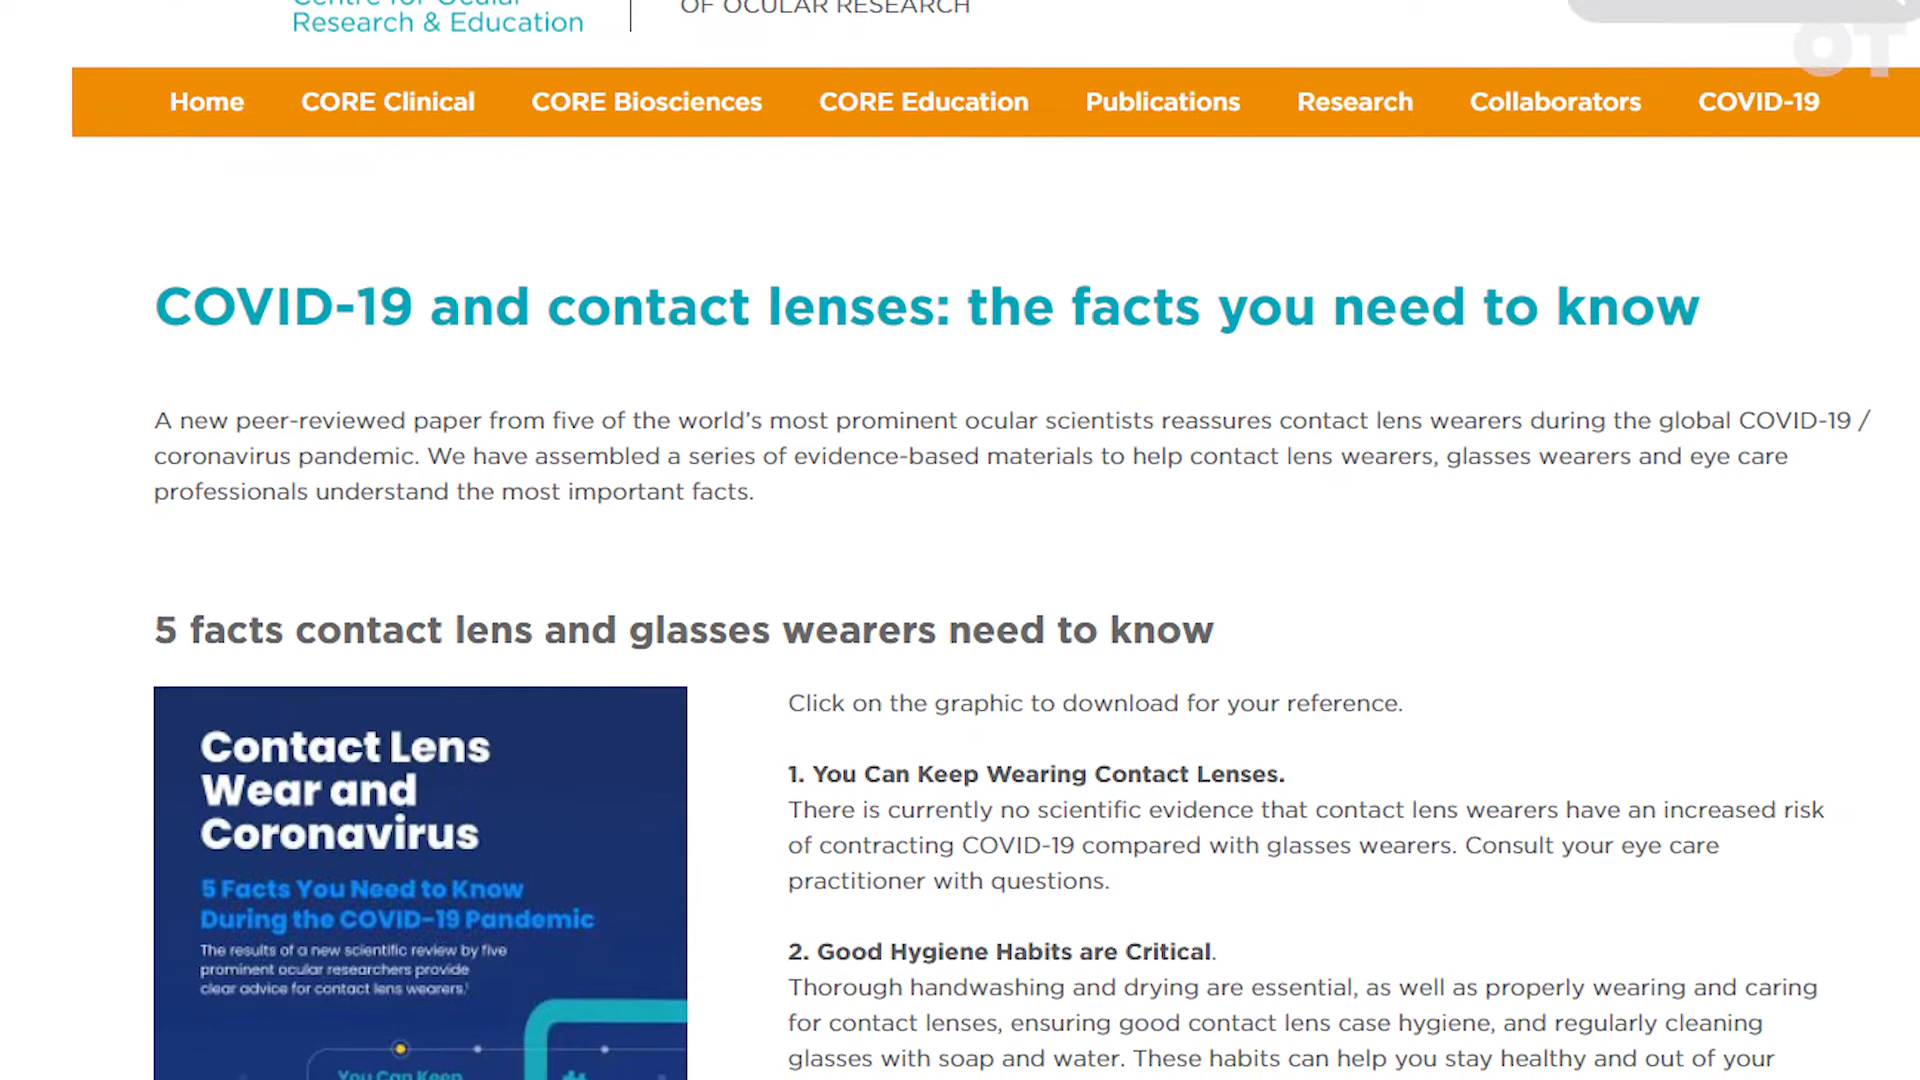 Centre for Ocular
Research & Education
OF OCULAR RESEARCH
OT
Home CORE Clinical CORE Biosciences CORE Education Publications Research Collaborators COVID-19
COVID-19 and contact lenses: the facts you need to know
A new peer-reviewed paper from five of the world’s most prominent ocular scientists reassures contact lens wearers during the global COVID-19 /
coronavirus pandemic. We have assembled a series of evidence-based materials to help contact lens wearers, glasses wearers and eye care
professionals understand the most important facts.
5 facts contact lens and glasses wearers need to know
Contact Lens
Wear and
Coronavirus
5 Facts You Need to Know
During the COVID-19 Pandemic
The results of a new scientific review by five
prominent ocular researchers provide
clear advice for contact lens wearers.¹
You Can Keep
Click on the graphic to download for your reference.
1. You Can Keep Wearing Contact Lenses.
There is currently no scientific evidence that contact lens wearers have an increased risk
of contracting COVID-19 compared with glasses wearers. Consult your eye care
practitioner with questions.
2. Good Hygiene Habits are Critical.
Thorough handwashing and drying are essential, as well as properly wearing and caring
for contact lenses, ensuring good contact lens case hygiene, and regularly cleaning
glasses with soap and water. These habits can help you stay healthy and out of your